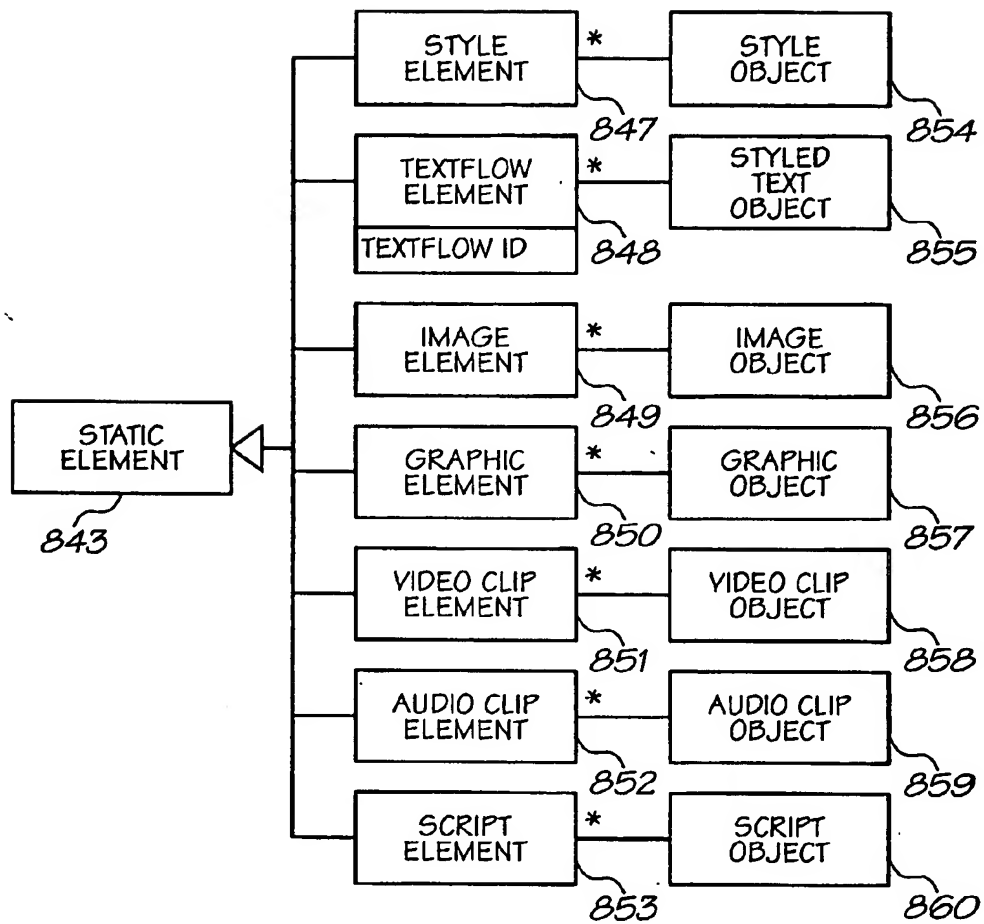 STYLE
ELEMENT
*
STYLE
OBJECT
847
854
TEXTFLOW
ELEMENT
*
STYLED
TEXT
OBJECT
TEXTFLOW ID
848
855
IMAGE
ELEMENT
*
IMAGE
OBJECT
849
856
STATIC
ELEMENT
843
GRAPHIC
ELEMENT
*
GRAPHIC
OBJECT
850
857
VIDEO CLIP
ELEMENT
*
VIDEO CLIP
OBJECT
851
858
AUDIO CLIP
ELEMENT
*
AUDIO CLIP
OBJECT
852
859
SCRIPT
ELEMENT
*
SCRIPT
OBJECT
853
860